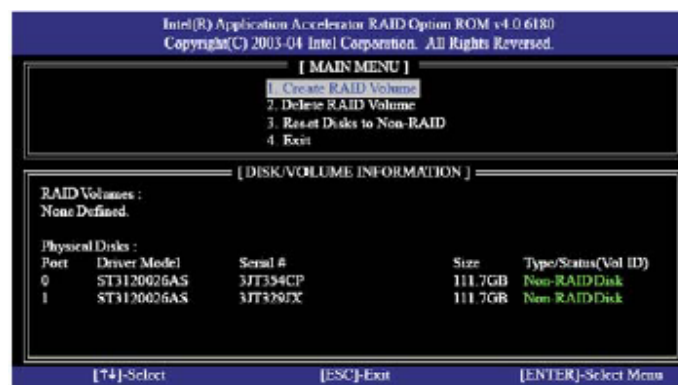 Intel(R) Application Accelerator RAID Option ROM v4.0 6180
Copyright(C) 2003-04 Intel Corporation. All Rights Reversed.
[ MAIN MENU ]
1. Create RAID Volume
2. Delete RAID Volume
3. Reset Disks to Non-RAID
4. Exit
[ DISK/VOLUME INFORMATION ]
RAID Volumes :
None Defined.
Physical Disks :
Port Driver Model Serial # Size Type/Status(Vol ID)
0 ST3120026AS 3JT354CP 111.7GB Non-RAID Disk
1 ST3120026AS 3JT329JX 111.7GB Non-RAID Disk
[↑↓]-Select [ESC]-Exit [ENTER]-Select Menu